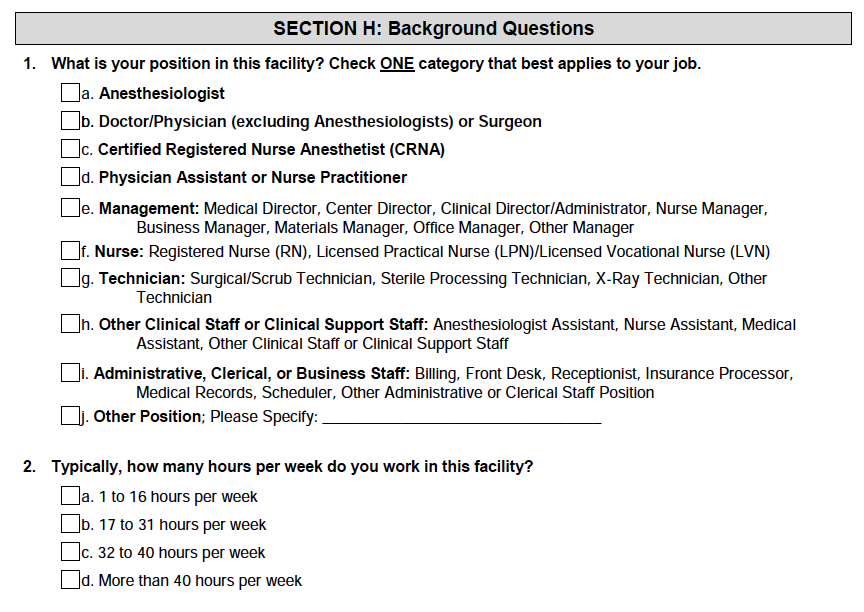 SECTION H: Background Questions
1. What is your position in this facility? Check ONE category that best applies to your job.
a. Anesthesiologist
b. Doctor/Physician (excluding Anesthesiologists) or Surgeon
c. Certified Registered Nurse Anesthetist (CRNA)
d. Physician Assistant or Nurse Practitioner
e. Management: Medical Director, Center Director, Clinical Director/Administrator, Nurse Manager,
Business Manager, Materials Manager, Office Manager, Other Manager
f. Nurse: Registered Nurse (RN), Licensed Practical Nurse (LPN)/Licensed Vocational Nurse (LVN)
g. Technician: Surgical/Scrub Technician, Sterile Processing Technician, X-Ray Technician, Other
Technician
h. Other Clinical Staff or Clinical Support Staff: Anesthesiologist Assistant, Nurse Assistant, Medical
Assistant, Other Clinical Staff or Clinical Support Staff
i. Administrative, Clerical, or Business Staff: Billing, Front Desk, Receptionist, Insurance Processor,
Medical Records, Scheduler, Other Administrative or Clerical Staff Position
j. Other Position; Please Specify: ________________________________
2. Typically, how many hours per week do you work in this facility?
a. 1 to 16 hours per week
b. 17 to 31 hours per week
c. 32 to 40 hours per week
d. More than 40 hours per week